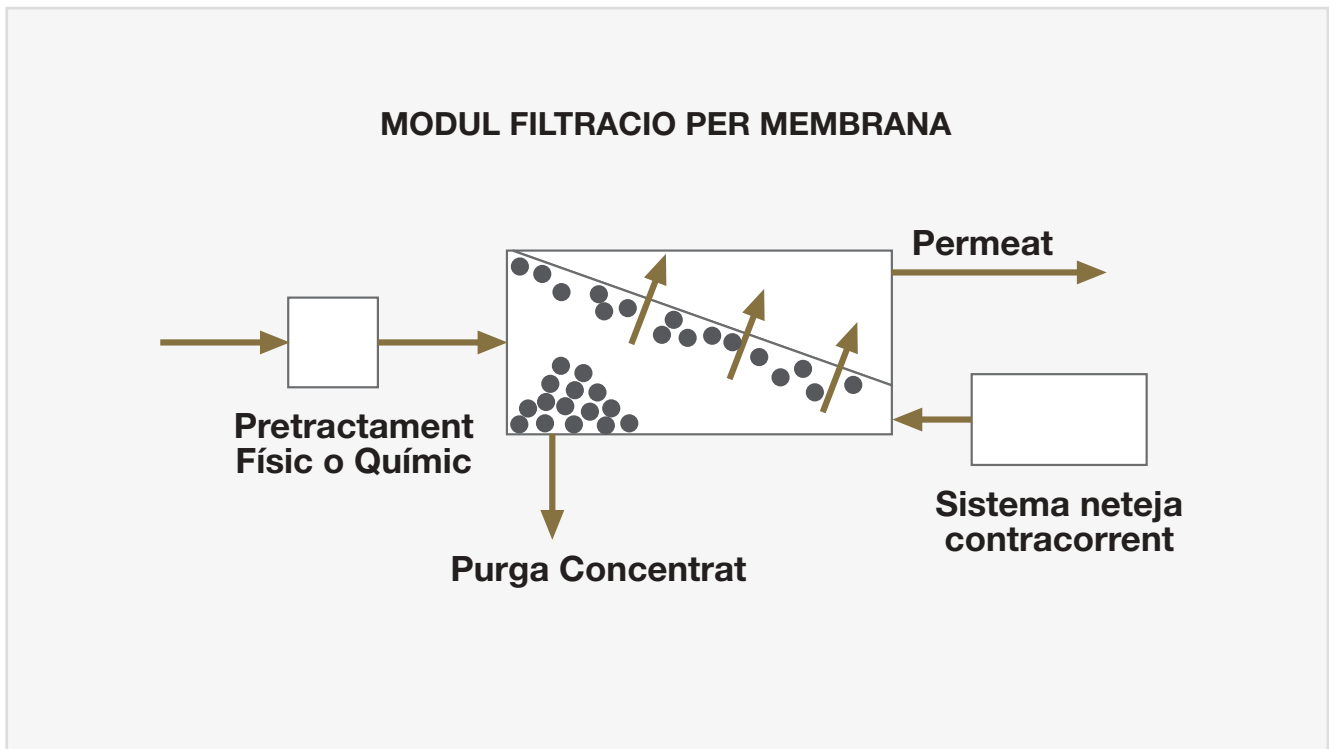 MODUL FILTRACIO PER MEMBRANA
Permeat
Pretractament
Físic o Químic
Sistema neteja
contracorrent
Purga Concentrat